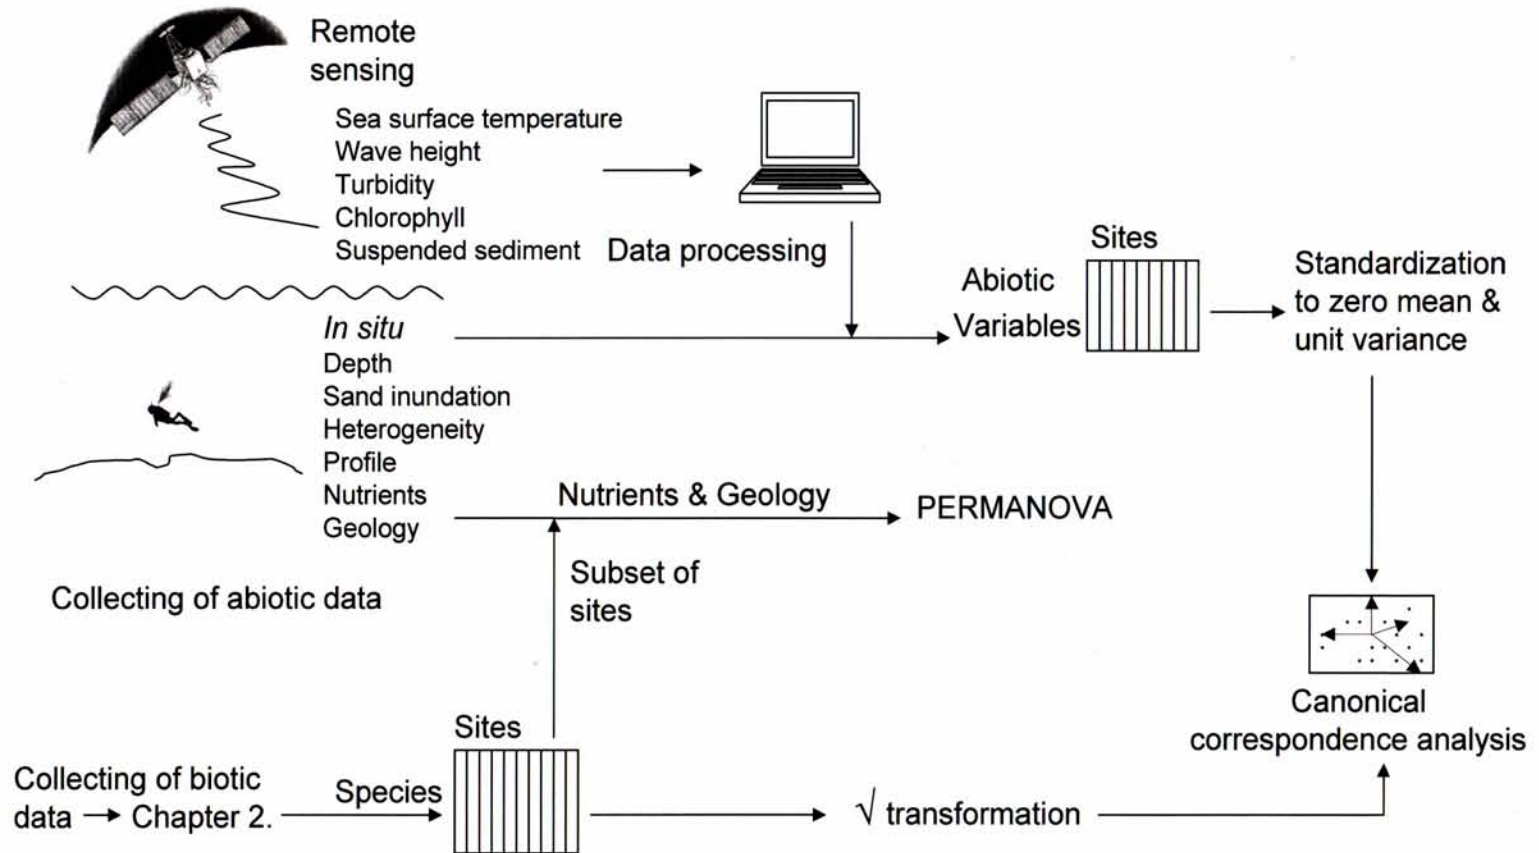 Remote
sensing
Sea surface temperature
Wave height
Turbidity
Chlorophyll
Suspended sediment
Data processing
Sites
Abiotic
Variables
Standardization
to zero mean &
unit variance
In situ
Depth
Sand inundation
Heterogeneity
Profile
Nutrients
Geology
Nutrients & Geology
PERMANOVA
Subset of
sites
Collecting of abiotic data
Canonical
correspondence analysis
Sites
Collecting of biotic
data → Chapter 2.
Species
√ transformation